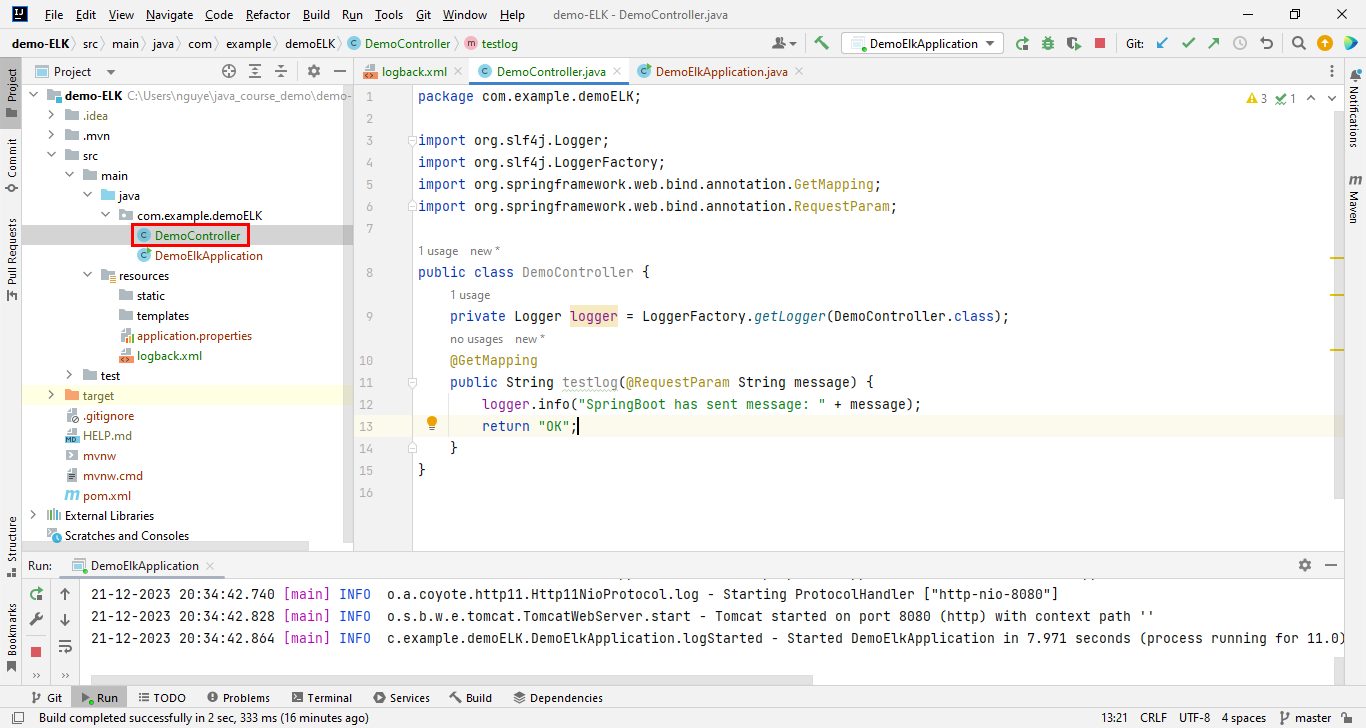 File Edit View Navigate Code Refactor Build Run Tools Git Window Help demo-ELK - DemoController.java
demo-ELK src main java com example demoELK DemoController testlog DemoElkApplication Git:
Project logback.xml DemoController.java DemoElkApplication.java
Project
Commit
Pull Requests
Structure
Bookmarks
demo-ELK C:\Users\nguye\java_course_demo\demo-
.idea
.mvn
src
main
java
com.example.demoELK
DemoController
DemoElkApplication
resources
static
templates
application.properties
logback.xml
test
target
.gitignore
HELP.md
mvnw
mvnw.cmd
pom.xml
External Libraries
Scratches and Consoles
1 package com.example.demoELK;
2
3 import org.slf4j.Logger;
4 import org.slf4j.LoggerFactory;
5 import org.springframework.web.bind.annotation.GetMapping;
6 import org.springframework.web.bind.annotation.RequestParam;
7
1 usage new *
8 public class DemoController {
1 usage
9 private Logger logger = LoggerFactory.getLogger(DemoController.class);
no usages new *
10 @GetMapping
11 public String testlog(@RequestParam String message) {
12 logger.info("SpringBoot has sent message: " + message);
13 return "OK";
14 }
15 }
16
3 1
Notifications
Maven
Run: DemoElkApplication
21-12-2023 20:34:42.740 [main] INFO o.a.coyote.http11.Http11NioProtocol.log - Starting ProtocolHandler ["http-nio-8080"]
21-12-2023 20:34:42.828 [main] INFO o.s.b.w.e.tomcat.TomcatWebServer.start - Tomcat started on port 8080 (http) with context path ''
21-12-2023 20:34:42.864 [main] INFO c.example.demoELK.DemoElkApplication.logStarted - Started DemoElkApplication in 7.971 seconds (process running for 11.0)
Git Run TODO Problems Terminal Services Build Dependencies
Build completed successfully in 2 sec, 333 ms (16 minutes ago) 13:21 CRLF UTF-8 4 spaces master